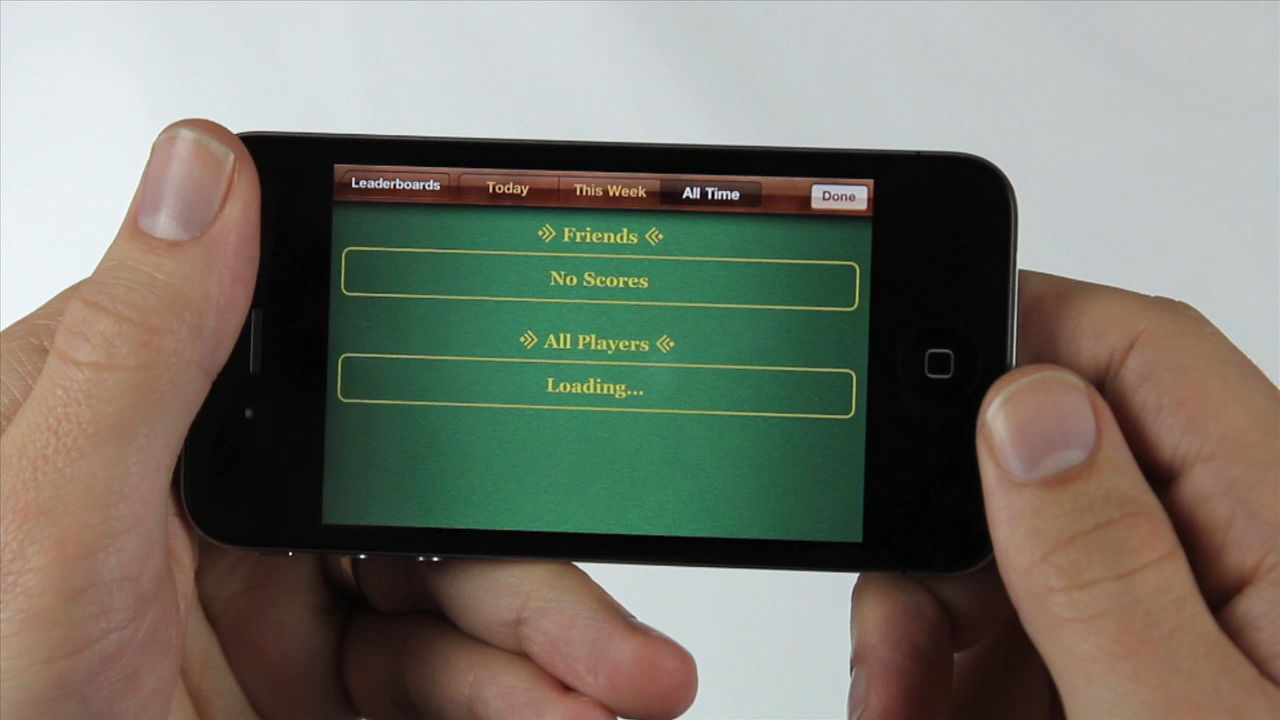 Leaderboards Today This Week All Time Done
Friends
No Scores
All Players
Loading...